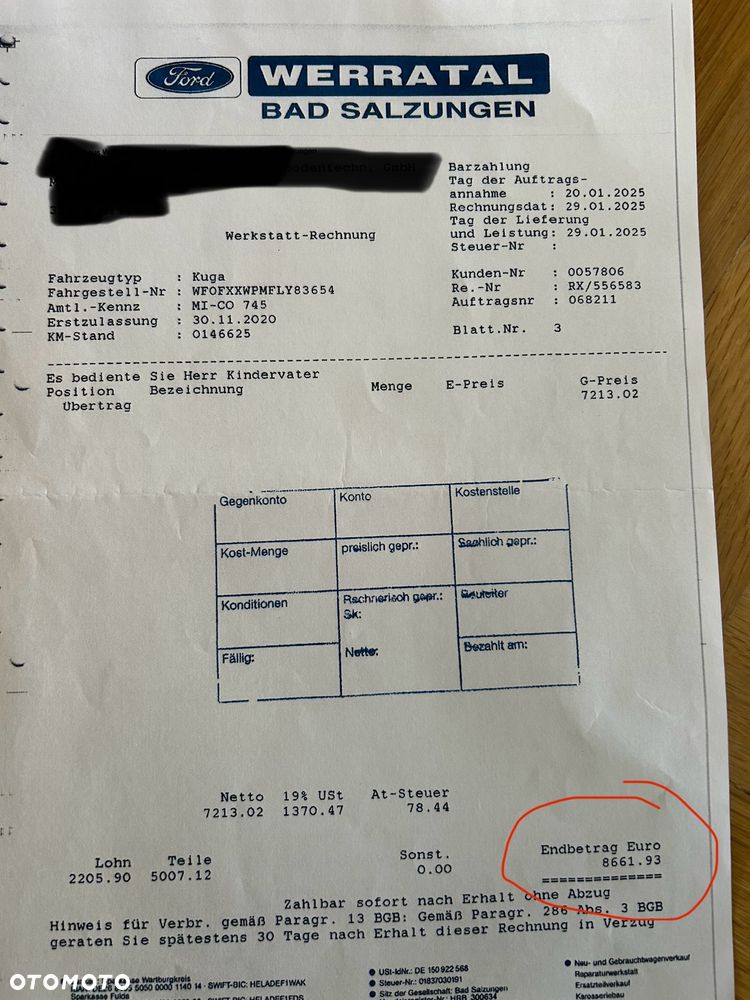 Ford WERRATAL
BAD SALZUNGEN
Barzahlung
Tag der Auftrags-
annahme : 20.01.2025
Rechnungsdat: 29.01.2025
Tag der Lieferung
und Leistung: 29.01.2025
Steuer-Nr :
Werkstatt-Rechnung
Fahrzeugtyp : Kuga
Fahrgestell-Nr : WF0FXXWPMFLY83654
Amtl.-Kennz : MI-CO 745
Erstzulassung : 30.11.2020
KM-Stand : 0146625
Kunden-Nr : 0057806
Re.-Nr : RX/556583
Auftragsnr : 068211
Blatt.Nr. 3
Es bediente Sie Herr Kindervater
Position Bezeichnung Menge E-Preis G-Preis
Übertrag 7213.02
Gegenkonto Konto Kostenstelle
Kost-Menge preislich gepr.: Sachlich gepr.:
Konditionen Rechnerisch gepr.:
Sk:
Fällig: Netto: Bezahlt am:
Netto 19% USt At-Steuer
7213.02 1370.47 78.44
Endbetrag Euro
8661.93
==============
Lohn Teile Sonst.
2205.90 5007.12 0.00
Zahlbar sofort nach Erhalt ohne Abzug
Hinweis für Verbr. gemäß Paragr. 13 BGB: Gemäß Paragr. 286 Abs. 3 BGB
geraten Sie spätestens 30 Tage nach Erhalt dieser Rechnung in Verzug
Wartburgkreis
5050 0000 1140 14 · SWIFT-BIC: HELADEF1WAK
Sparkasse Fulda
USt-IdNr.: DE 150 922 568
Steuer-Nr.: 01837030191
Sitz der Gesellschaft: Bad Salzungen
HRB 300634
Neu- und Gebrauchtwagenverkauf
Reparaturwerkstatt
Ersatzteilverkauf
Karosseriebau
OTOMOTO